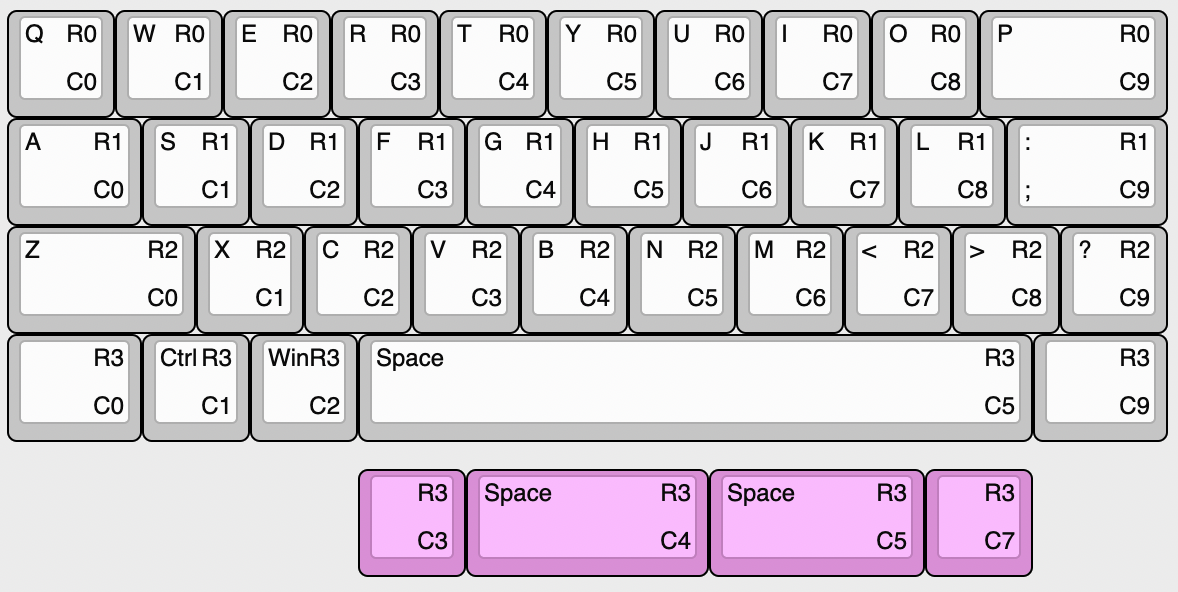 Q R0 W R0 E R0 R R0 T R0 Y R0 U R0 I R0 O R0 P R0
C0 C1 C2 C3 C4 C5 C6 C7 C8 C9
A R1 S R1 D R1 F R1 G R1 H R1 J R1 K R1 L R1 : R1
C0 C1 C2 C3 C4 C5 C6 C7 C8 ; C9
Z R2 X R2 C R2 V R2 B R2 N R2 M R2 < R2 > R2 ? R2
C0 C1 C2 C3 C4 C5 C6 C7 C8 C9
R3 Ctrl R3 Win R3 Space R3 R3
C0 C1 C2 C5 C9
R3 Space R3 Space R3 R3
C3 C4 C5 C7